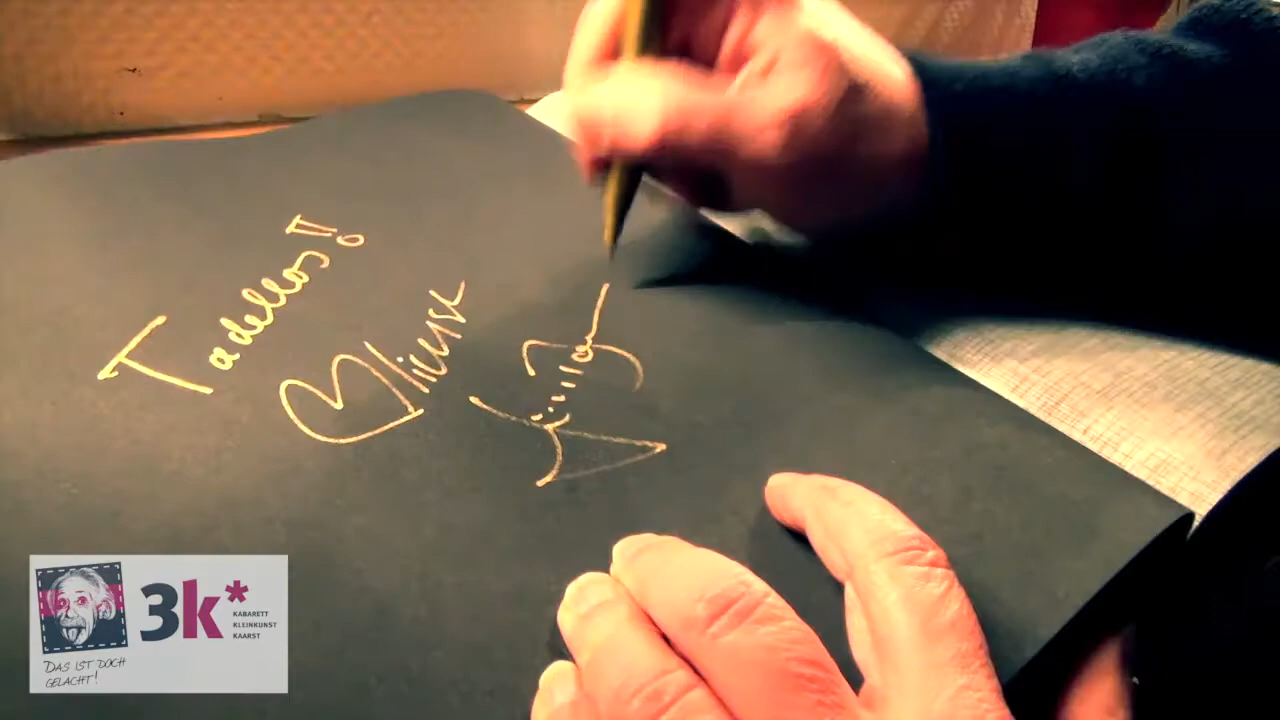 Tadellos!!
3k*
KABARETT
KLEINKUNST
KAARST
DAS IST DOCH
GELACHT!